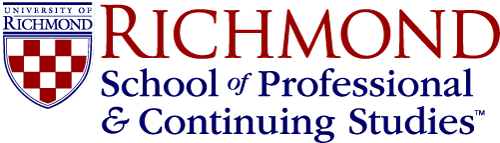 UNIVERSITY OF
RICHMOND
RICHMOND
School of Professional
& Continuing Studies™